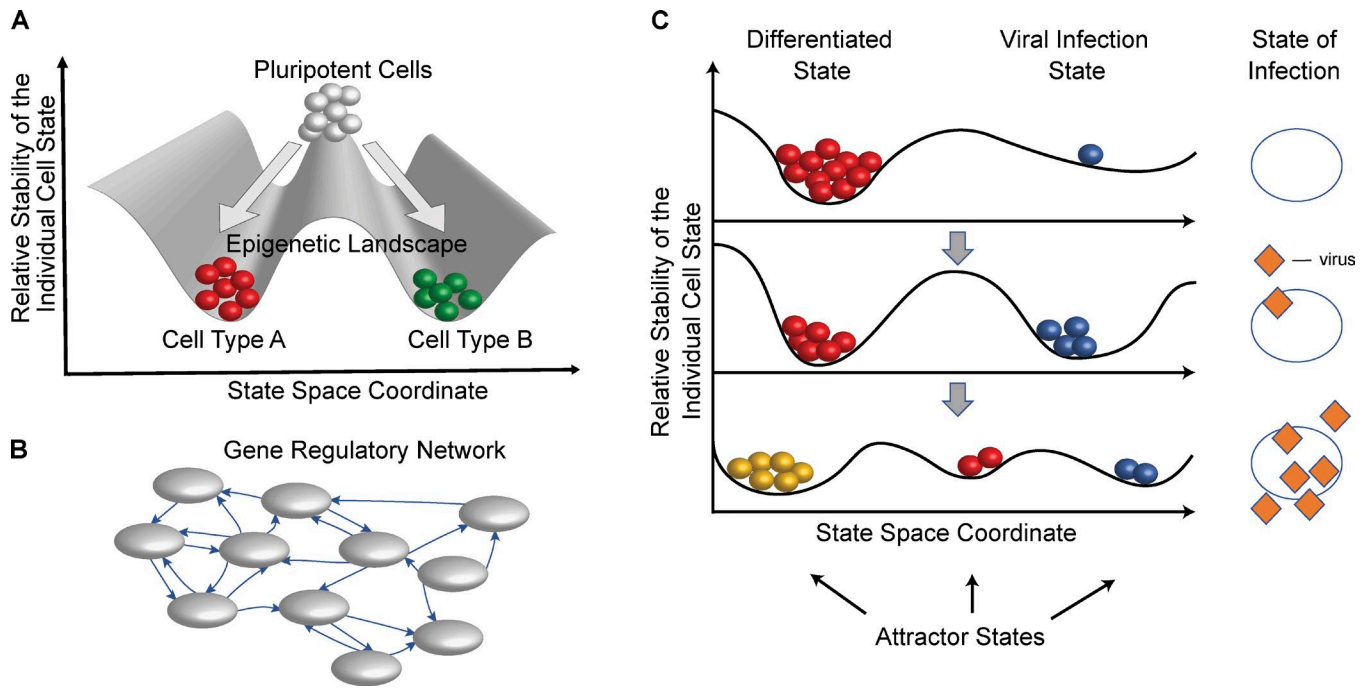 A
Relative Stability of the
Individual Cell State
Pluripotent Cells
Epigenetic Landscape
Cell Type A
Cell Type B
State Space Coordinate
B
Gene Regulatory Network
C
Differentiated
State
Viral Infection
State
State of
Infection
Relative Stability of the
Individual Cell State
virus
State Space Coordinate
Attractor States